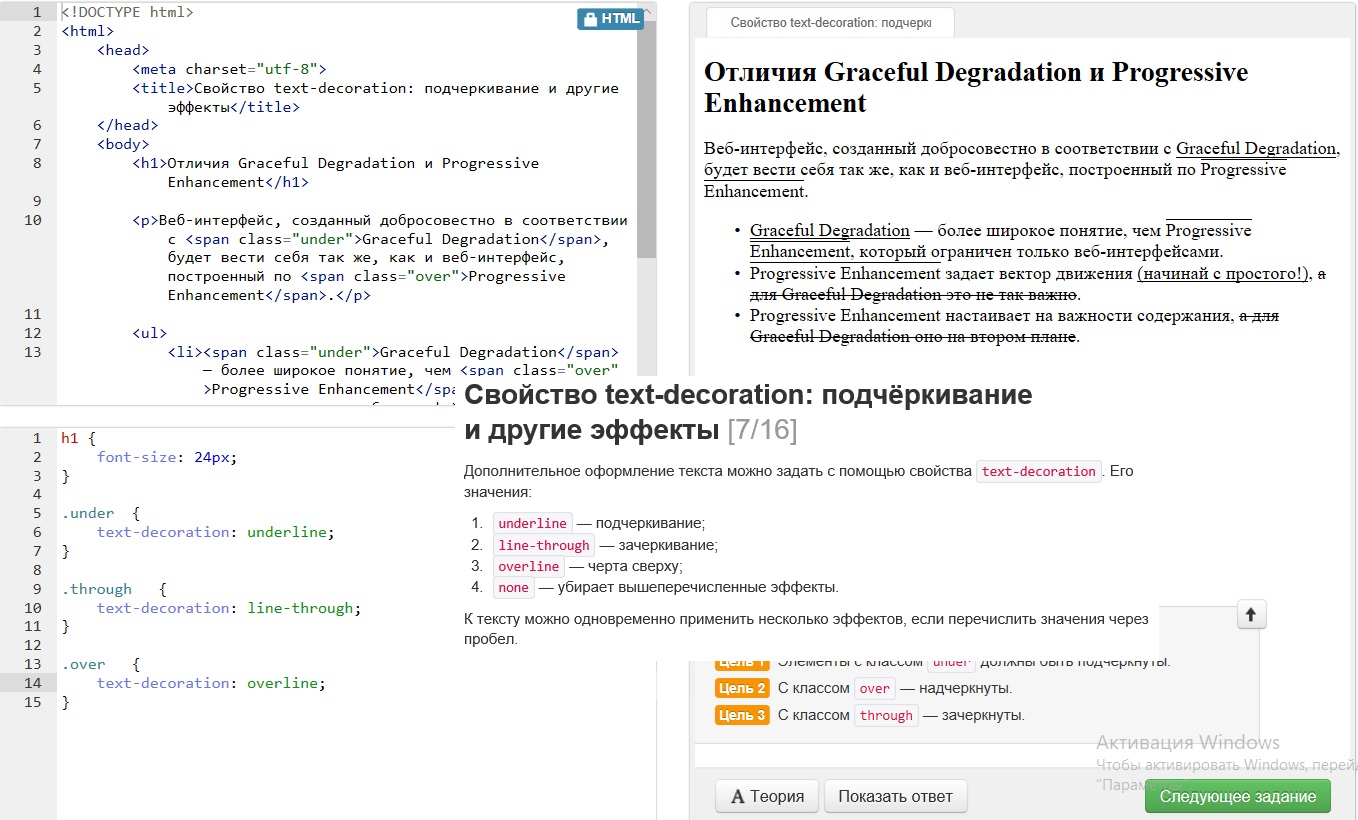 1 <!DOCTYPE html>
HTML
2 <html>
3 <head>
4 <meta charset="utf-8">
5 <title>Свойство text-decoration: подчеркивание и другие
эффекты</title>
6 </head>
7 <body>
8 <h1>Отличия Graceful Degradation и Progressive
Enhancement</h1>
9
10 <p>Веб-интерфейс, созданный добросовестно в соответствии
с <span class="under">Graceful Degradation</span>,
будет вести себя так же, как и веб-интерфейс,
построенный по <span class="over">Progressive
Enhancement</span>.</p>
11
12 <ul>
13 <li><span class="under">Graceful Degradation</span>
— более широкое понятие, чем <span class="over"
>Progressive Enhancement</spa
1 h1 {
2 font-size: 24px;
3 }
4
5 .under {
6 text-decoration: underline;
7 }
8
9 .through {
10 text-decoration: line-through;
11 }
12
13 .over {
14 text-decoration: overline;
15 }
Свойство text-decoration: подчерки
Отличия Graceful Degradation и Progressive
Enhancement
Веб-интерфейс, созданный добросовестно в соответствии с Graceful Degradation,
будет вести себя так же, как и веб-интерфейс, построенный по Progressive
Enhancement.
• Graceful Degradation — более широкое понятие, чем Progressive
Enhancement, который ограничен только веб-интерфейсами.
• Progressive Enhancement задает вектор движения (начинай с простого!), а
для Graceful Degradation это не так важно.
• Progressive Enhancement настаивает на важности содержания, а для
Graceful Degradation оно на втором плане.
Свойство text-decoration: подчёркивание
и другие эффекты [7/16]
Дополнительное оформление текста можно задать с помощью свойства text-decoration. Его
значения:
1. underline — подчеркивание;
2. line-through — зачеркивание;
3. overline — черта сверху;
4. none — убирает вышеперечисленные эффекты.
К тексту можно одновременно применить несколько эффектов, если перечислить значения через
пробел.
Цель 1 Элементы с классом under должны быть подчеркнуты.
Цель 2 С классом over — надчеркнуты.
Цель 3 С классом through — зачеркнуты.
Активация Windows
Чтобы активировать Windows, перей
"Парам
A Теория
Показать ответ
Следующее задание